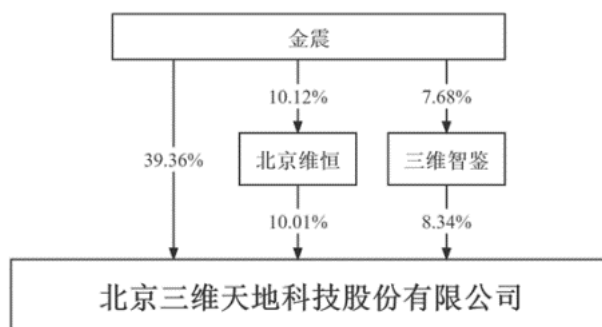 金震
10.12%
7.68%
39.36%
北京维恒
三维智鉴
10.01%
8.34%
北京三维天地科技股份有限公司